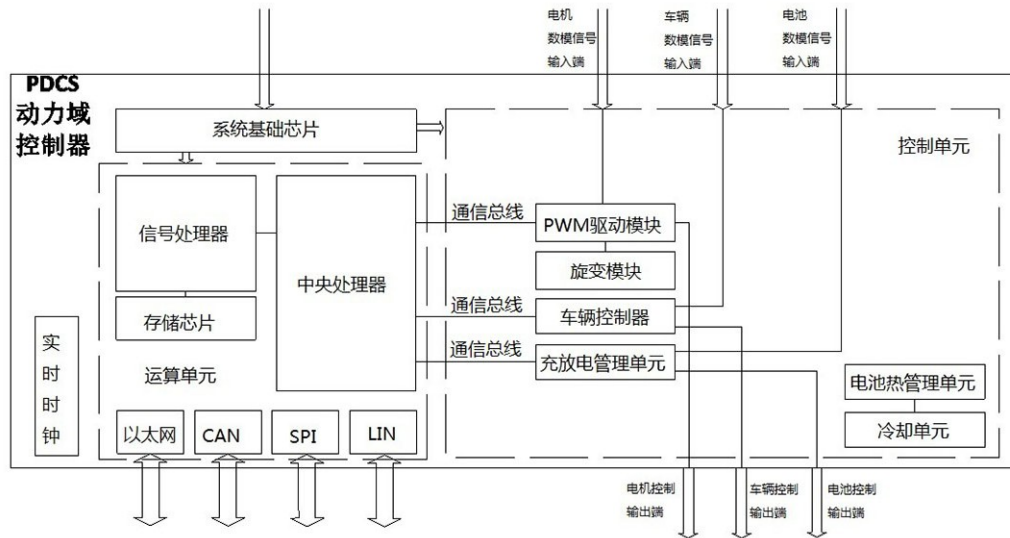 电机
数模信号
输入端
车辆
数模信号
输入端
电池
数模信号
输入端
PDCS
动力域
控制器
系统基础芯片
控制单元
信号处理器
中央处理器
存储芯片
运算单元
实
时
时
钟
以太网
CAN
SPI
LIN
通信总线
PWM驱动模块
旋变模块
通信总线
车辆控制器
通信总线
充放电管理单元
电池热管理单元
冷却单元
电机控制
输出端
车辆控制
输出端
电池控制
输出端